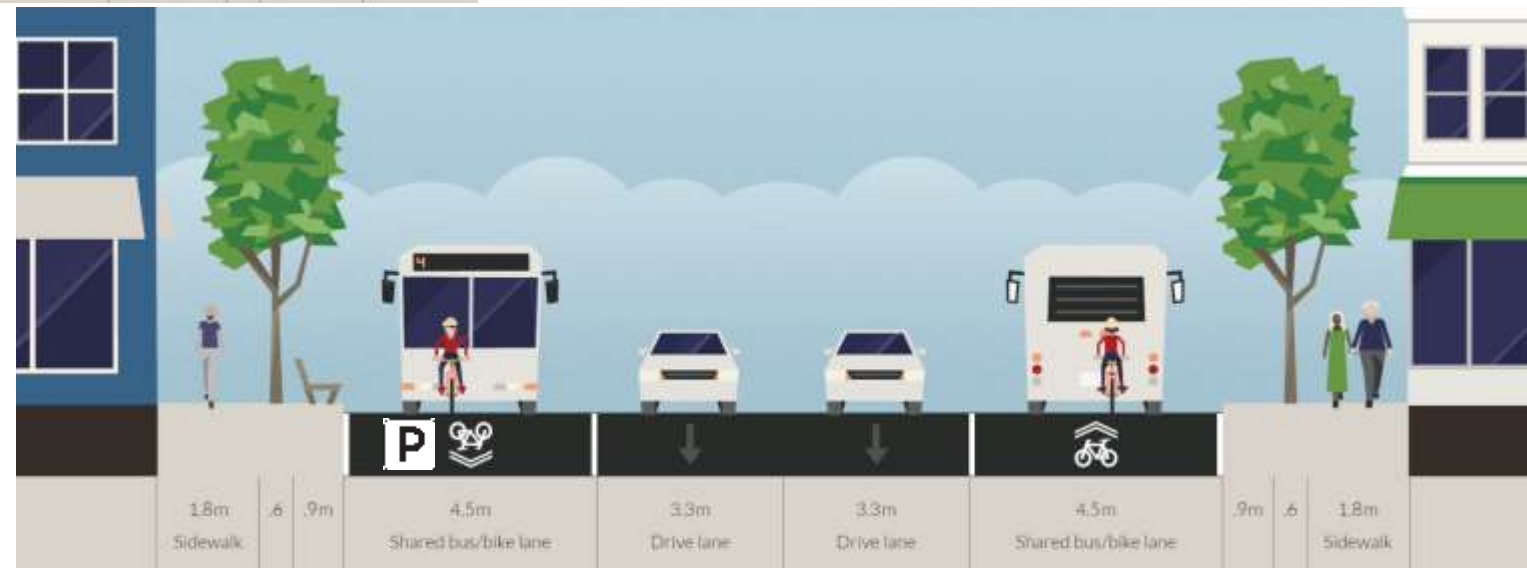 4
P
1.8m .6 .9m 4.5m 3.3m 3.3m 4.5m .9m .6 1.8m
Sidewalk Shared bus/bike lane Drive lane Drive lane Shared bus/bike lane Sidewalk